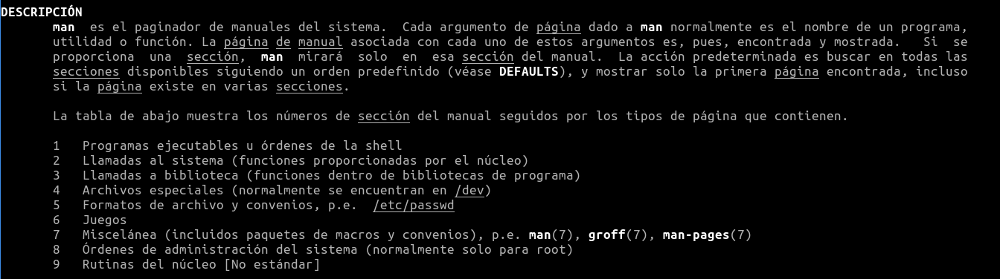 DESCRIPCIÓN
man es el paginador de manuales del sistema. Cada argumento de página dado a man normalmente es el nombre de un programa,
utilidad o función. La página de manual asociada con cada uno de estos argumentos es, pues, encontrada y mostrada. Si se
proporciona una sección, man mirará solo en esa sección del manual. La acción predeterminada es buscar en todas las
secciones disponibles siguiendo un orden predefinido (véase DEFAULTS), y mostrar solo la primera página encontrada, incluso
si la página existe en varias secciones.
La tabla de abajo muestra los números de sección del manual seguidos por los tipos de página que contienen.
1 Programas ejecutables u órdenes de la shell
2 Llamadas al sistema (funciones proporcionadas por el núcleo)
3 Llamadas a biblioteca (funciones dentro de bibliotecas de programa)
4 Archivos especiales (normalmente se encuentran en /dev)
5 Formatos de archivo y convenios, p.e. /etc/passwd
6 Juegos
7 Miscelánea (incluidos paquetes de macros y convenios), p.e. man(7), groff(7), man-pages(7)
8 Órdenes de administración del sistema (normalmente solo para root)
9 Rutinas del núcleo [No estándar]